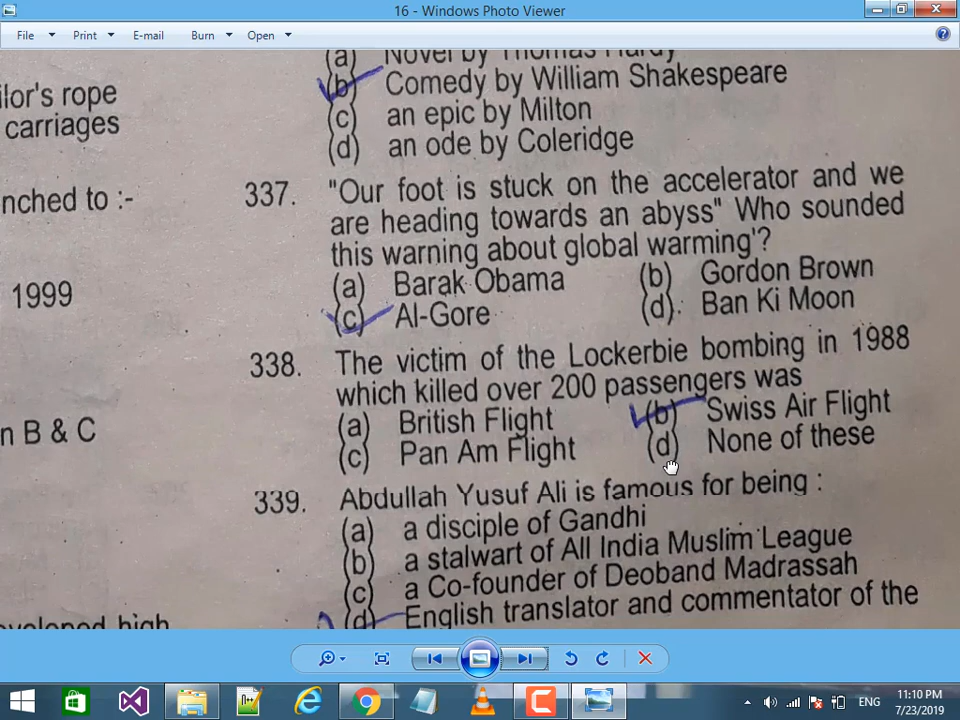 16 - Windows Photo Viewer
File Print E-mail Burn Open
ilor's rope
carriages
nched to :-
1999
n B & C
(a) Novel by Thomas Hardy
(b) Comedy by William Shakespeare
(c) an epic by Milton
(d) an ode by Coleridge
337. "Our foot is stuck on the accelerator and we
are heading towards an abyss" Who sounded
this warning about global warming'?
(a) Barak Obama (b) Gordon Brown
(c) Al-Gore (d). Ban Ki Moon
338. The victim of the Lockerbie bombing in 1988
which killed over 200 passengers was
(a) British Flight (b) Swiss Air Flight
(c) Pan Am Flight (d) None of these
339. Abdullah Yusuf Ali is famous for being :
(a) a disciple of Gandhi
(b) a stalwart of All India Muslim League
(c) a Co-founder of Deoband Madrassah
(d) English translator and commentator of the
ENG
11:10 PM
7/23/2019